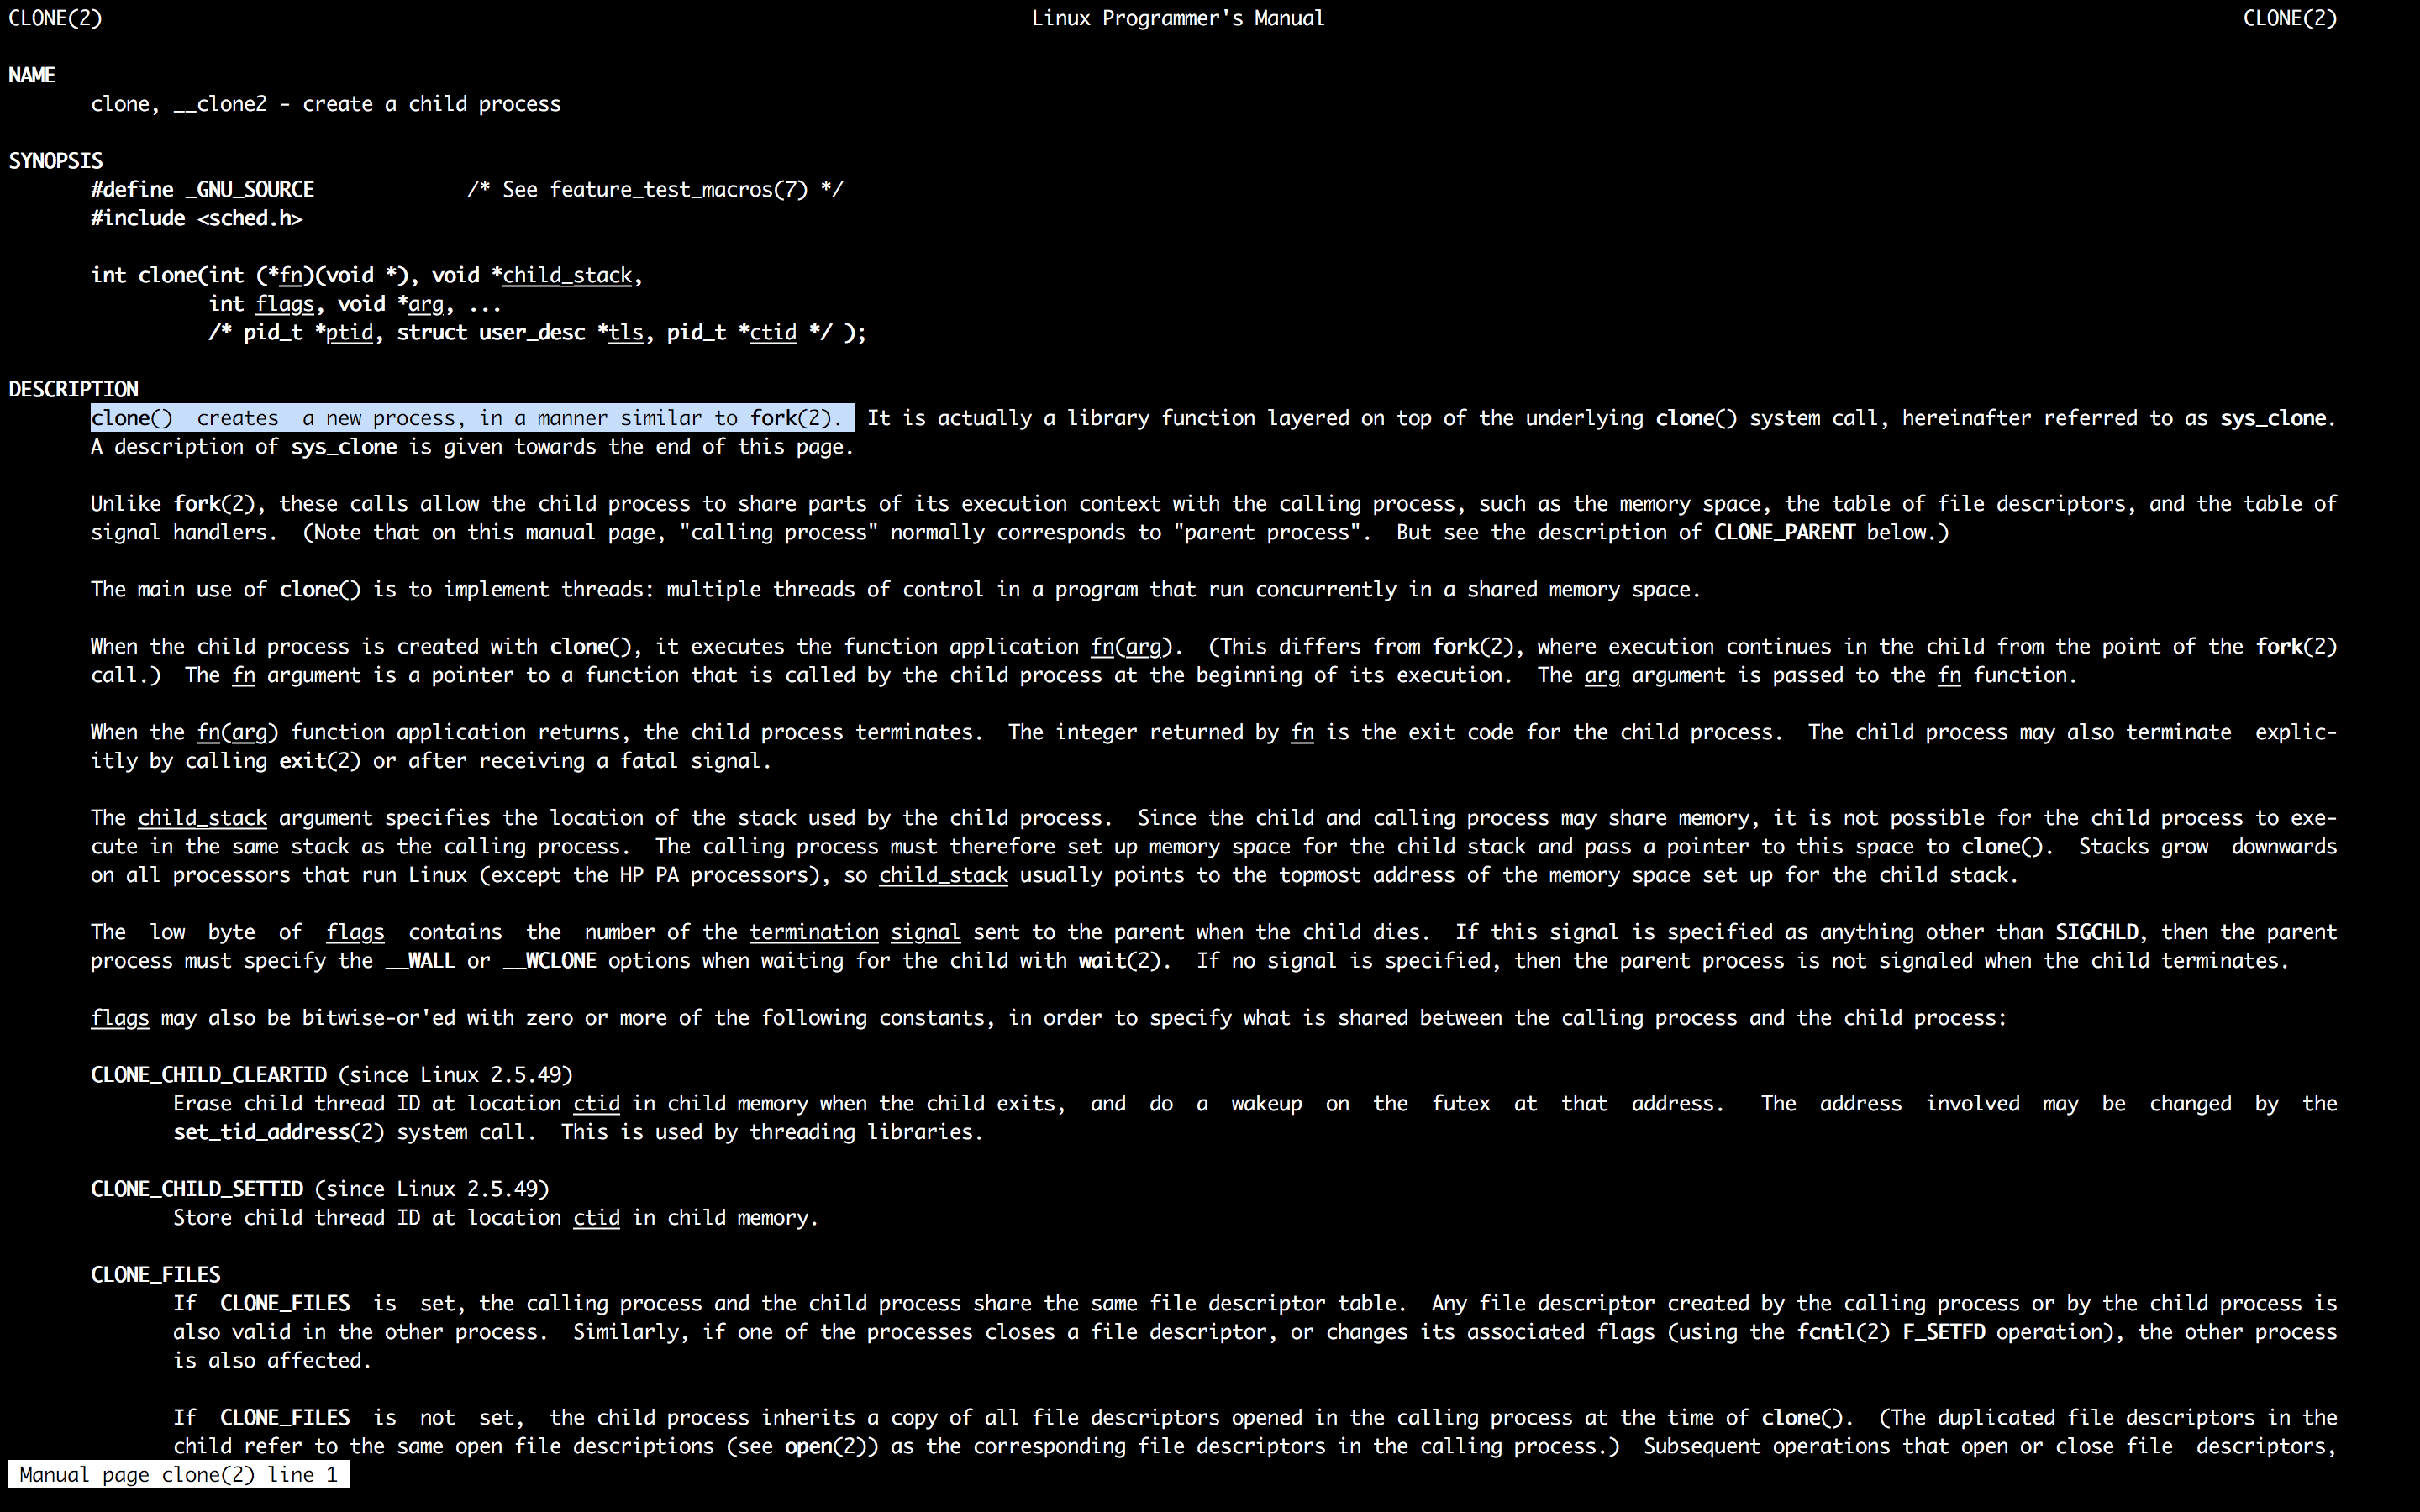 CLONE(2) Linux Programmer's Manual CLONE(2)
NAME
clone, __clone2 - create a child process
SYNOPSIS
#define _GNU_SOURCE /* See feature_test_macros(7) */
#include <sched.h>
int clone(int (*fn)(void *), void *child_stack,
int flags, void *arg, ...
/* pid_t *ptid, struct user_desc *tls, pid_t *ctid */ );
DESCRIPTION
clone() creates a new process, in a manner similar to fork(2). It is actually a library function layered on top of the underlying clone() system call, hereinafter referred to as sys_clone.
A description of sys_clone is given towards the end of this page.
Unlike fork(2), these calls allow the child process to share parts of its execution context with the calling process, such as the memory space, the table of file descriptors, and the table of
signal handlers. (Note that on this manual page, "calling process" normally corresponds to "parent process". But see the description of CLONE_PARENT below.)
The main use of clone() is to implement threads: multiple threads of control in a program that run concurrently in a shared memory space.
When the child process is created with clone(), it executes the function application fn(arg). (This differs from fork(2), where execution continues in the child from the point of the fork(2)
call.) The fn argument is a pointer to a function that is called by the child process at the beginning of its execution. The arg argument is passed to the fn function.
When the fn(arg) function application returns, the child process terminates. The integer returned by fn is the exit code for the child process. The child process may also terminate explic-
itly by calling exit(2) or after receiving a fatal signal.
The child_stack argument specifies the location of the stack used by the child process. Since the child and calling process may share memory, it is not possible for the child process to exe-
cute in the same stack as the calling process. The calling process must therefore set up memory space for the child stack and pass a pointer to this space to clone(). Stacks grow downwards
on all processors that run Linux (except the HP PA processors), so child_stack usually points to the topmost address of the memory space set up for the child stack.
The low byte of flags contains the number of the termination signal sent to the parent when the child dies. If this signal is specified as anything other than SIGCHLD, then the parent
process must specify the __WALL or __WCLONE options when waiting for the child with wait(2). If no signal is specified, then the parent process is not signaled when the child terminates.
flags may also be bitwise-or'ed with zero or more of the following constants, in order to specify what is shared between the calling process and the child process:
CLONE_CHILD_CLEARTID (since Linux 2.5.49)
Erase child thread ID at location ctid in child memory when the child exits, and do a wakeup on the futex at that address. The address involved may be changed by the
set_tid_address(2) system call. This is used by threading libraries.
CLONE_CHILD_SETTID (since Linux 2.5.49)
Store child thread ID at location ctid in child memory.
CLONE_FILES
If CLONE_FILES is set, the calling process and the child process share the same file descriptor table. Any file descriptor created by the calling process or by the child process is
also valid in the other process. Similarly, if one of the processes closes a file descriptor, or changes its associated flags (using the fcntl(2) F_SETFD operation), the other process
is also affected.
If CLONE_FILES is not set, the child process inherits a copy of all file descriptors opened in the calling process at the time of clone(). (The duplicated file descriptors in the
child refer to the same open file descriptions (see open(2)) as the corresponding file descriptors in the calling process.) Subsequent operations that open or close file descriptors,
Manual page clone(2) line 1